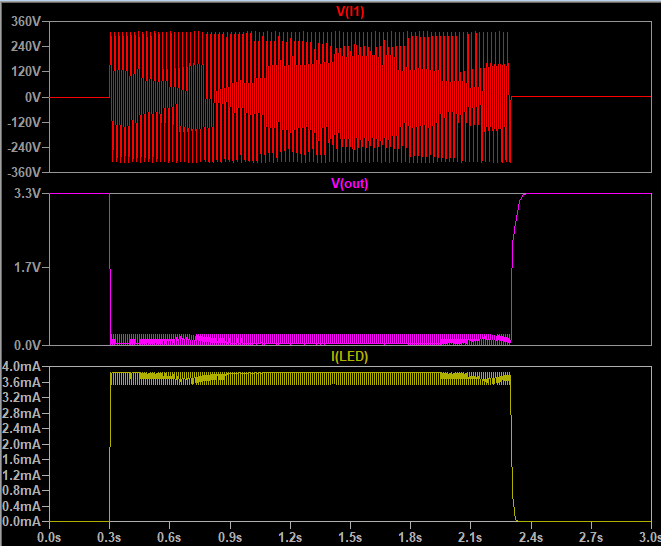 V(l1)
360V
240V
120V
0V
-120V
-240V
-360V
V(out)
3.3V
1.7V
0.0V
I(LED)
4.0mA
3.6mA
3.2mA
2.8mA
2.4mA
2.0mA
1.6mA
1.2mA
0.8mA
0.4mA
0.0mA
0.0s 0.3s 0.6s 0.9s 1.2s 1.5s 1.8s 2.1s 2.4s 2.7s 3.0s